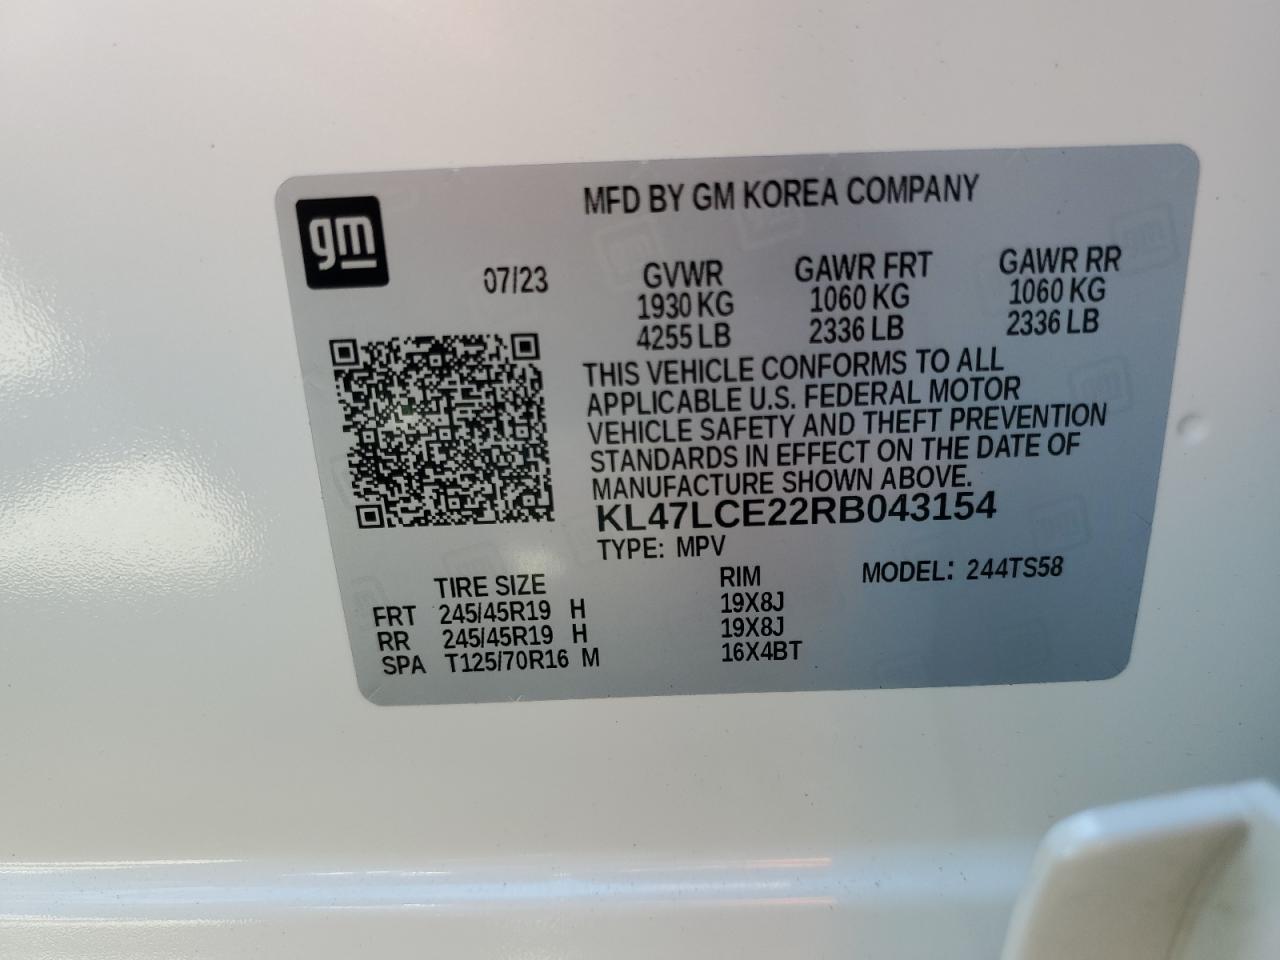 MFD BY GM KOREA COMPANY
gm
07/23
GVWR GAWR FRT GAWR RR
1930 KG 1060 KG 1060 KG
4255 LB 2336 LB 2336 LB
THIS VEHICLE CONFORMS TO ALL
APPLICABLE U.S. FEDERAL MOTOR
VEHICLE SAFETY AND THEFT PREVENTION
STANDARDS IN EFFECT ON THE DATE OF
MANUFACTURE SHOWN ABOVE.
KL47LCE22RB043154
TYPE: MPV
TIRE SIZE RIM MODEL: 244TS58
FRT 245/45R19 H 19X8J
RR 245/45R19 H 19X8J
SPA T125/70R16 M 16X4BT